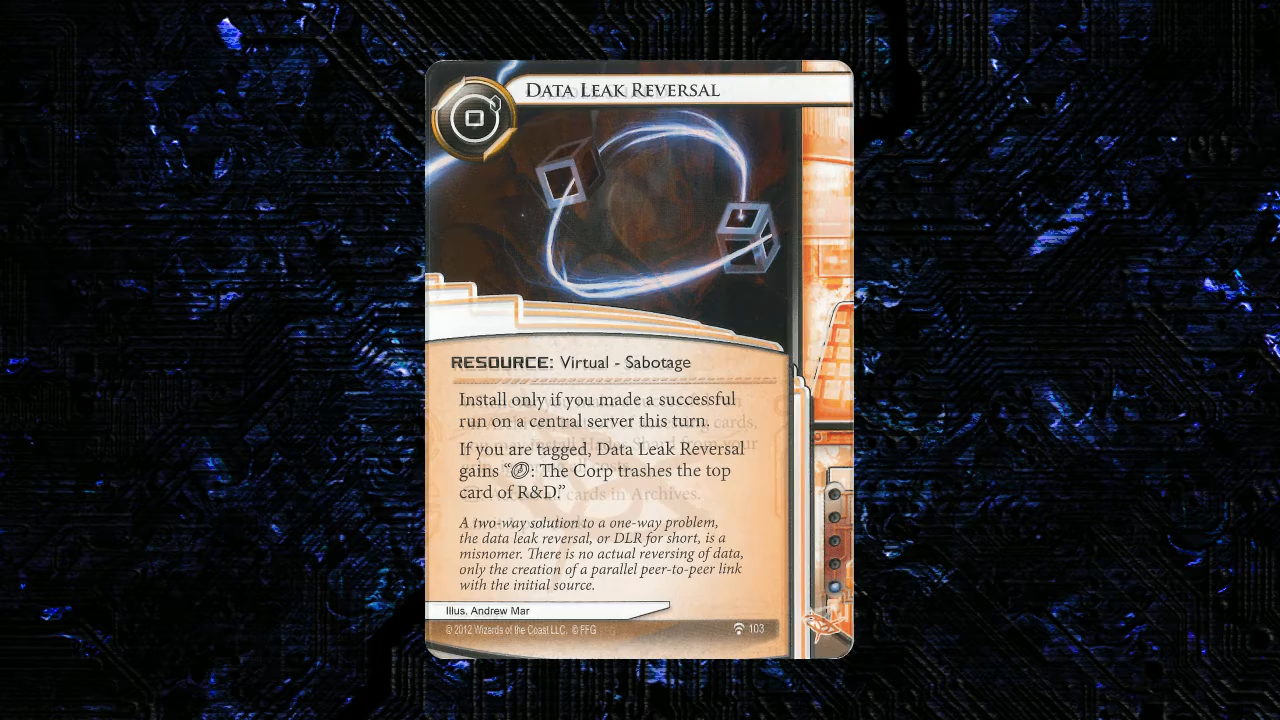 DATA LEAK REVERSAL
RESOURCE: Virtual - Sabotage
Install only if you made a successful
run on a central server this turn.
If you are tagged, Data Leak Reversal
gains “: The Corp trashes the top
card of R&D.”
cards in Archives.
A two-way solution to a one-way problem,
the data leak reversal, or DLR for short, is a
misnomer. There is no actual reversing of data,
only the creation of a parallel peer-to-peer link
with the initial source.
Illus. Andrew Mar
© 2012 Wizards of the Coast LLC. © FFG
103